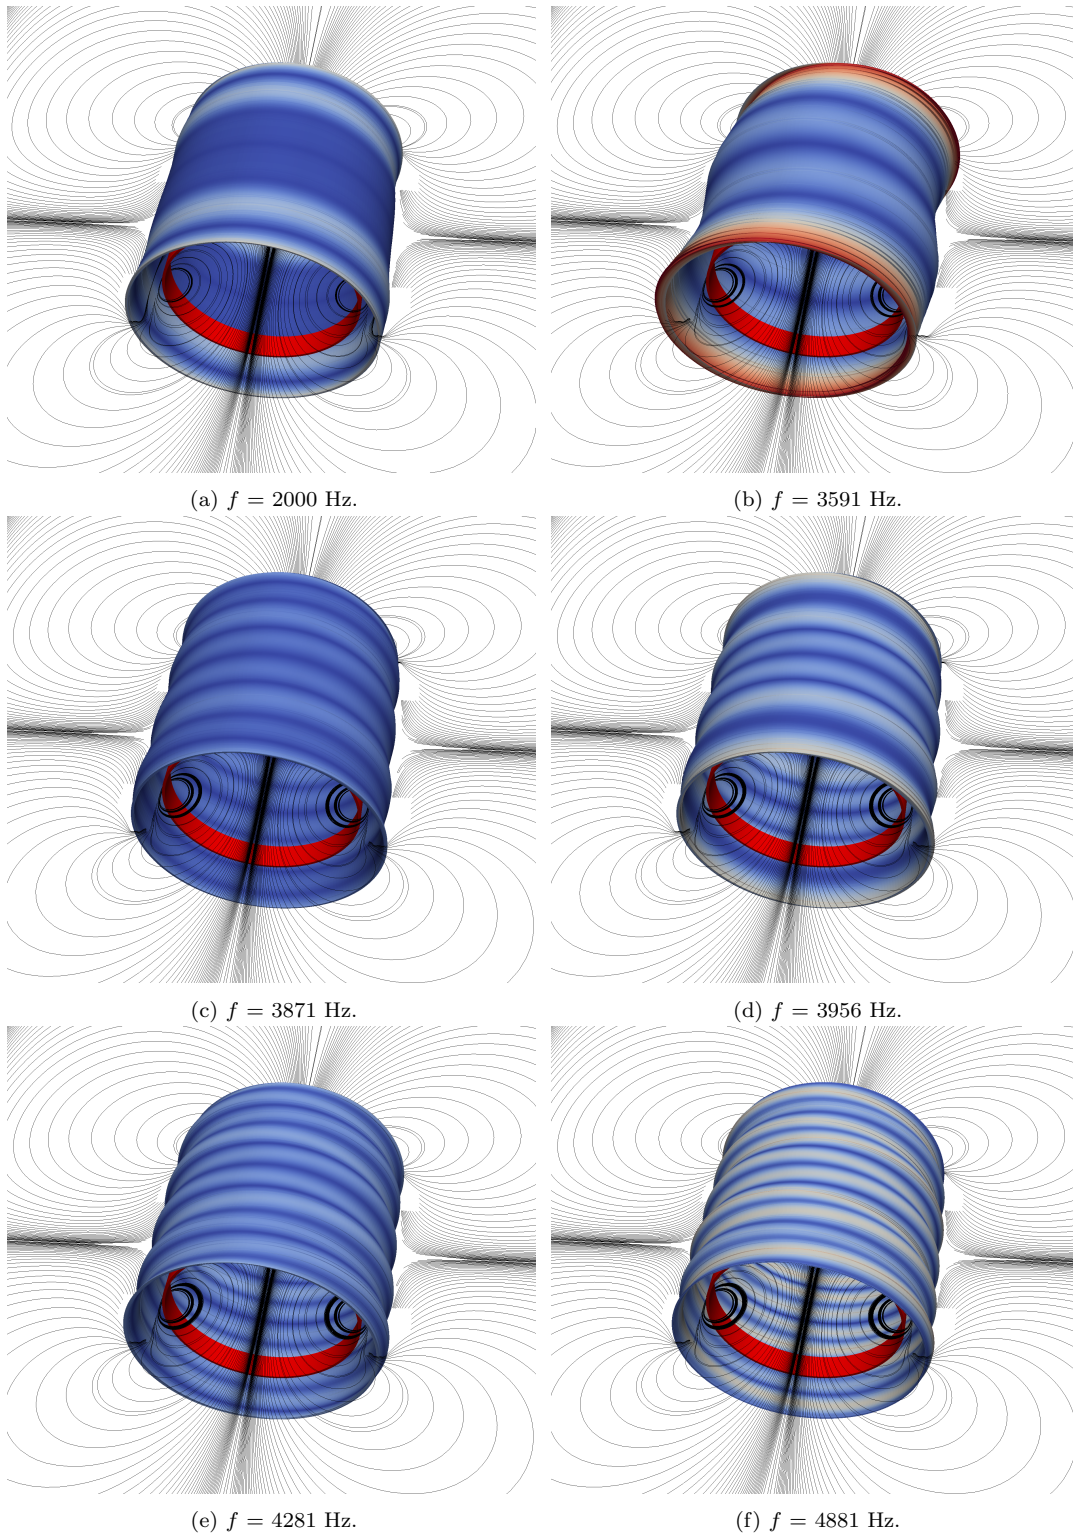 (a) f = 2000 Hz.
(b) f = 3591 Hz.
(c) f = 3871 Hz.
(d) f = 3956 Hz.
(e) f = 4281 Hz.
(f) f = 4881 Hz.